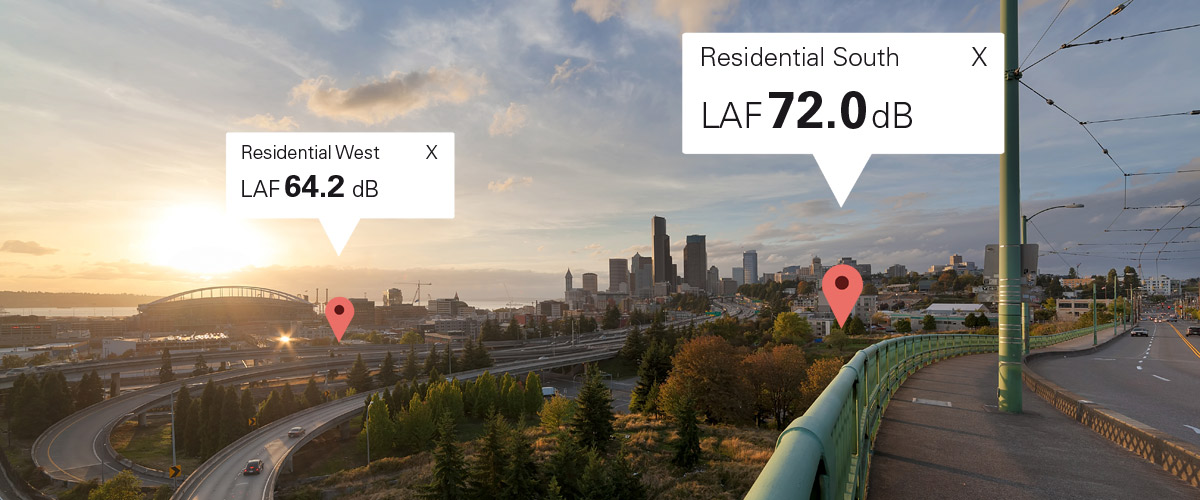 Residential South X
LAF 72.0 dB
Residential West X
LAF 64.2 dB